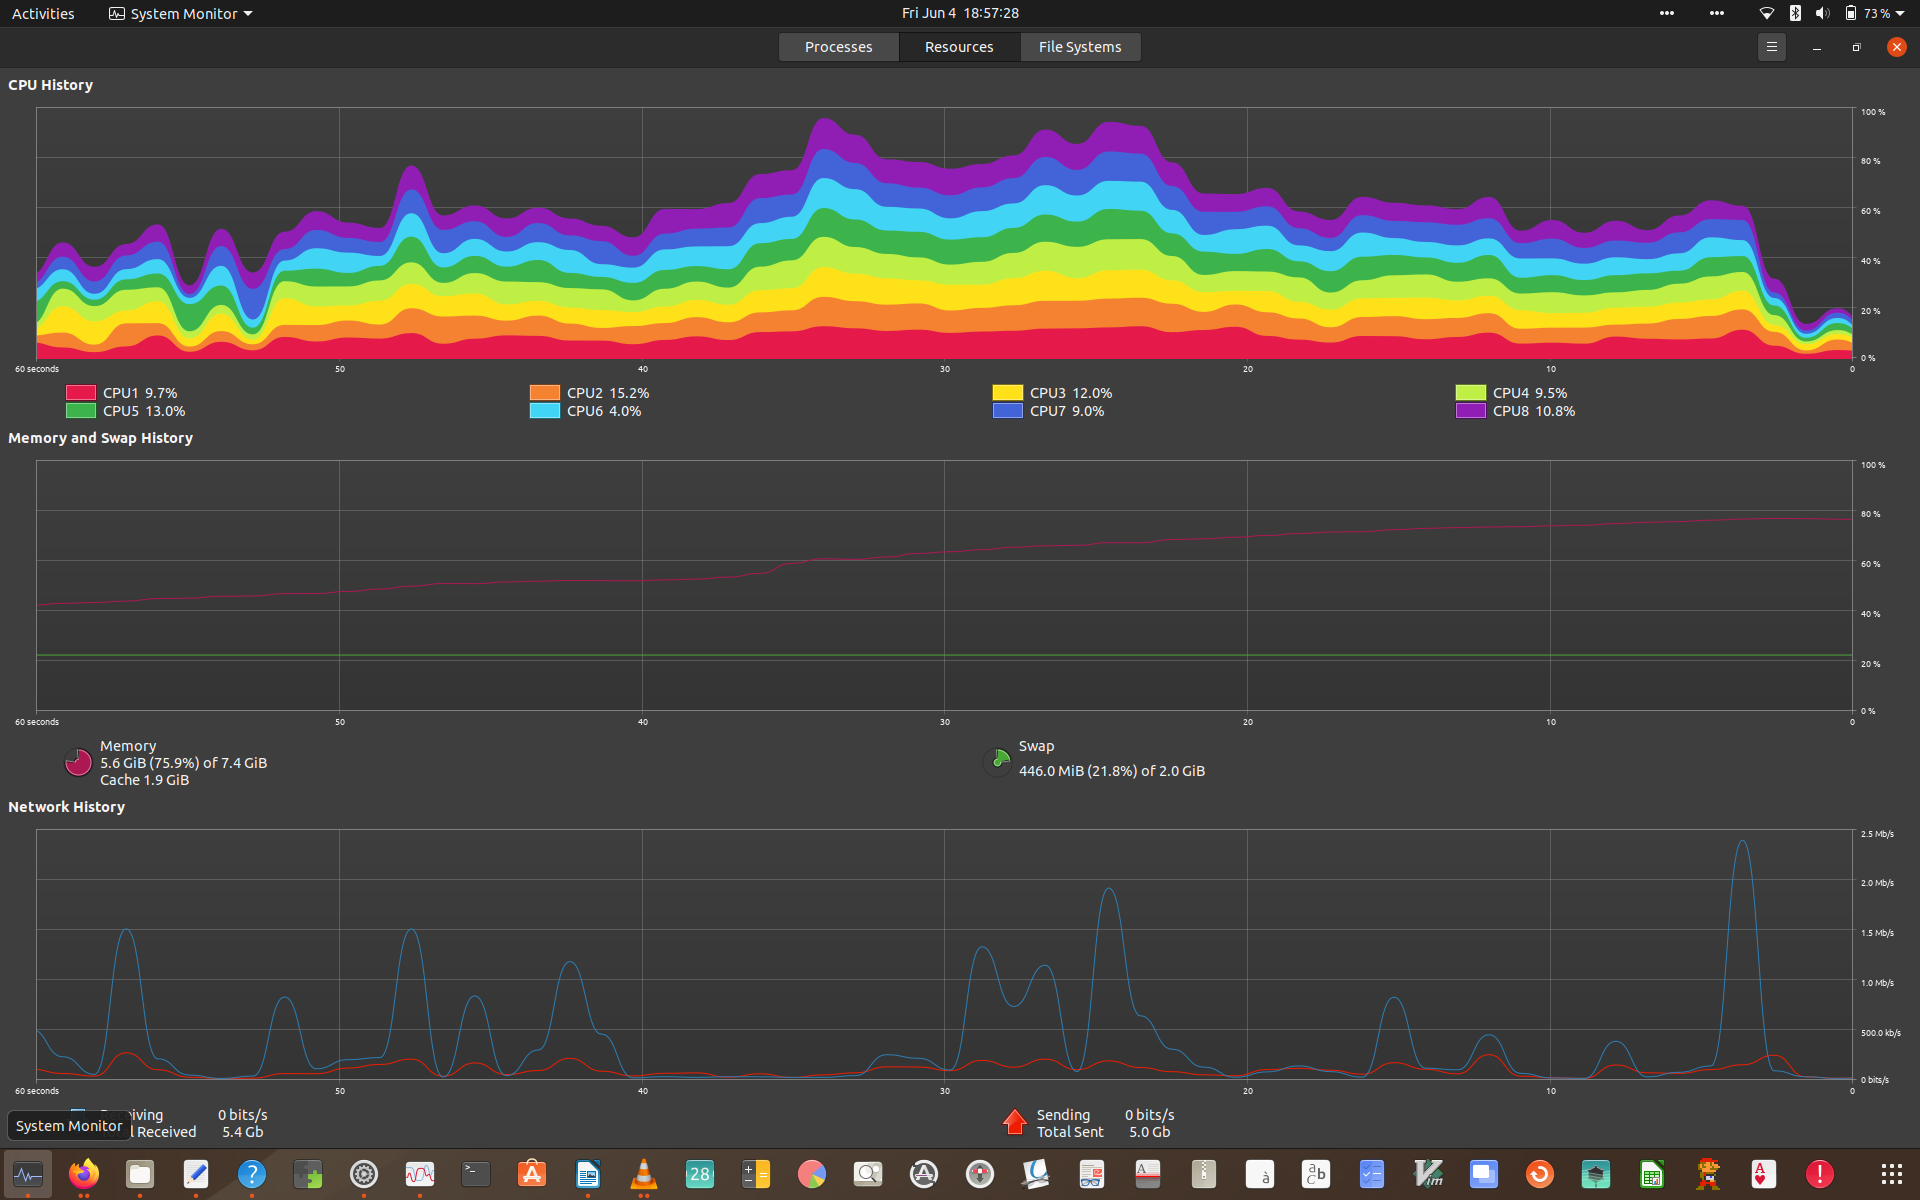 Activities System Monitor Fri Jun 4 18:57:28 73 %
Processes Resources File Systems
CPU History
100 %
80 %
60 %
40 %
20 %
0 %
60 seconds 50 40 30 20 10 0
CPU1 9.7% CPU2 15.2% CPU3 12.0% CPU4 9.5%
CPU5 13.0% CPU6 4.0% CPU7 9.0% CPU8 10.8%
Memory and Swap History
100 %
80 %
60 %
40 %
20 %
0 %
60 seconds 50 40 30 20 10 0
Memory
5.6 GiB (75.9%) of 7.4 GiB
Cache 1.9 GiB
Swap
446.0 MiB (21.8%) of 2.0 GiB
Network History
2.5 Mb/s
2.0 Mb/s
1.5 Mb/s
1.0 Mb/s
500.0 kb/s
0 bits/s
60 seconds 50 40 30 20 10 0
iving 0 bits/s Sending 0 bits/s
System Monitor
l Received 5.4 Gb Total Sent 5.0 Gb
28